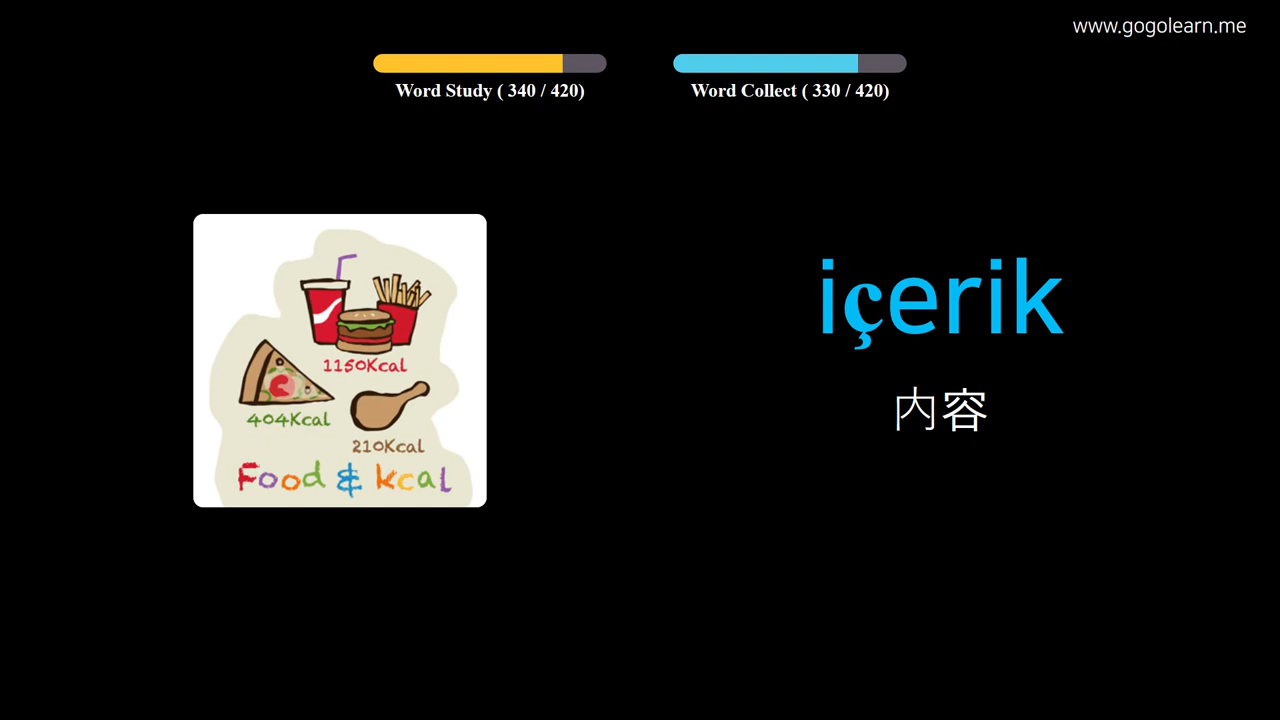 www.gogolearn.me
Word Study ( 340 / 420)
Word Collect ( 330 / 420)
1150Kcal
404Kcal
210Kcal
Food & kcal
içerik
内容